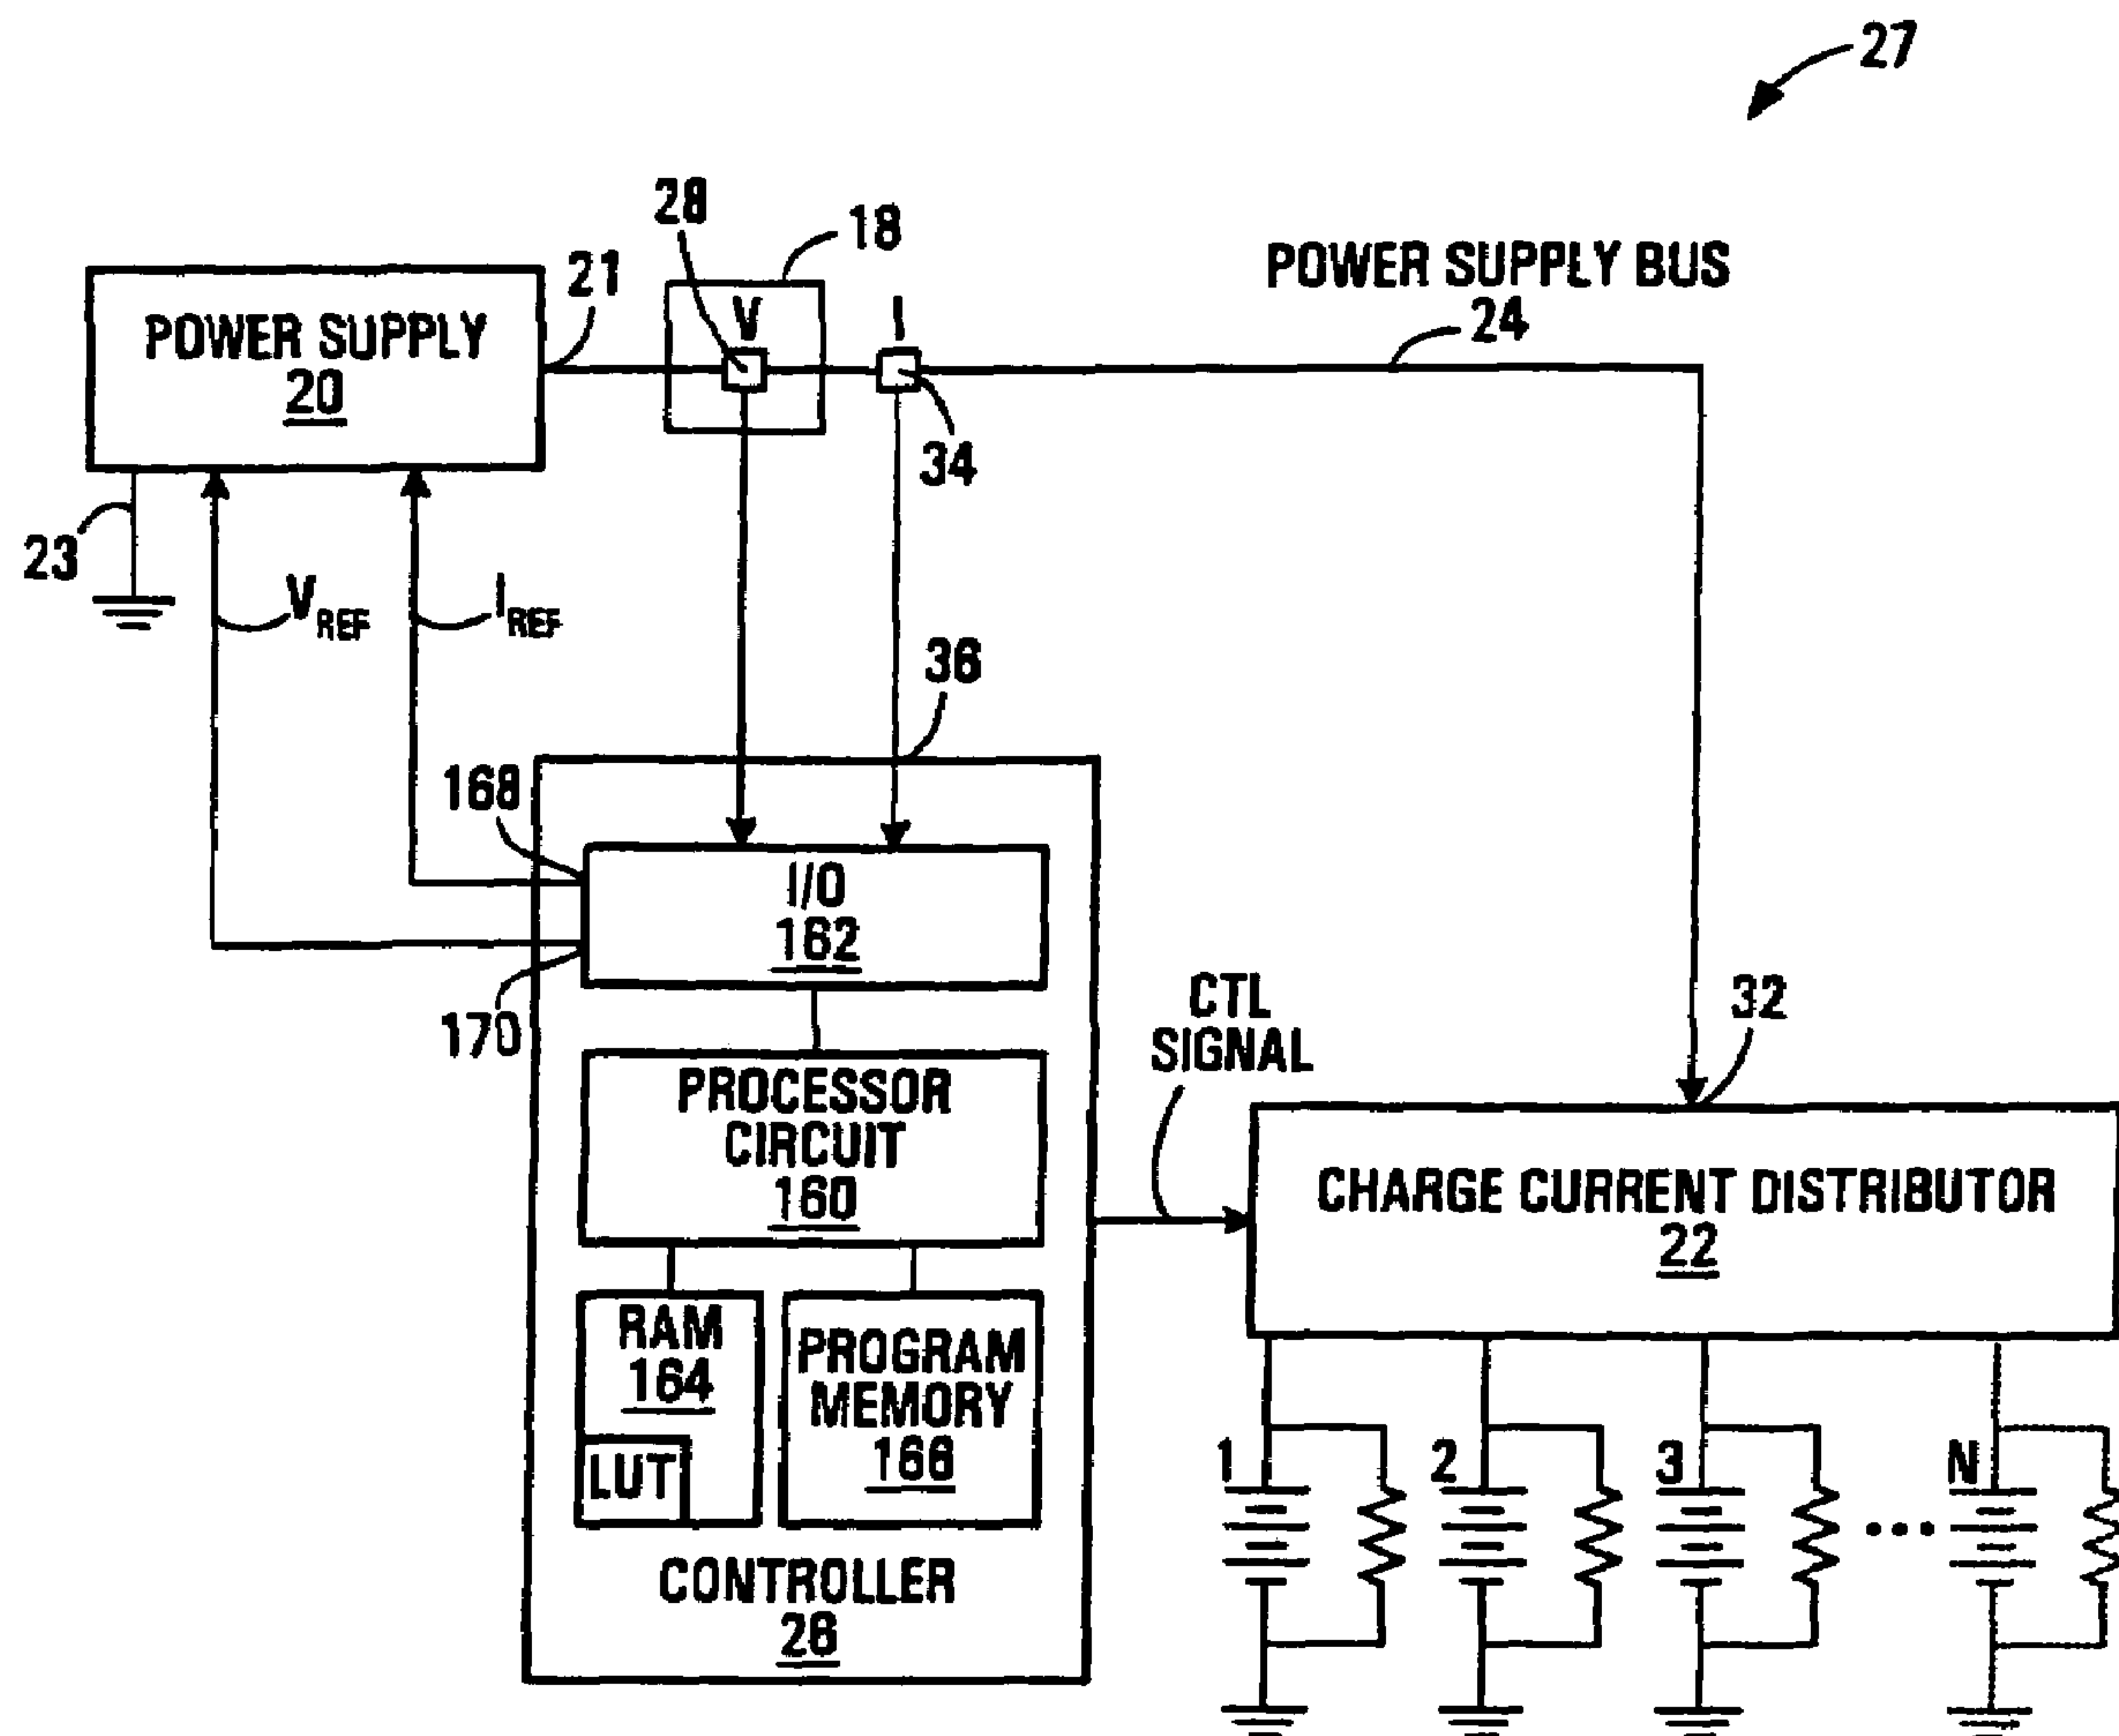 27
28
18
21
V
I
POWER SUPPLY BUS
24
POWER SUPPLY
20
34
23
VREF
IREF
36
168
I/O
162
170
CTL
SIGNAL
32
PROCESSOR
CIRCUIT
160
CHARGE CURRENT DISTRIBUTOR
22
RAM
164
LUT
PROGRAM
MEMORY
166
1
2
3
N
CONTROLLER
26